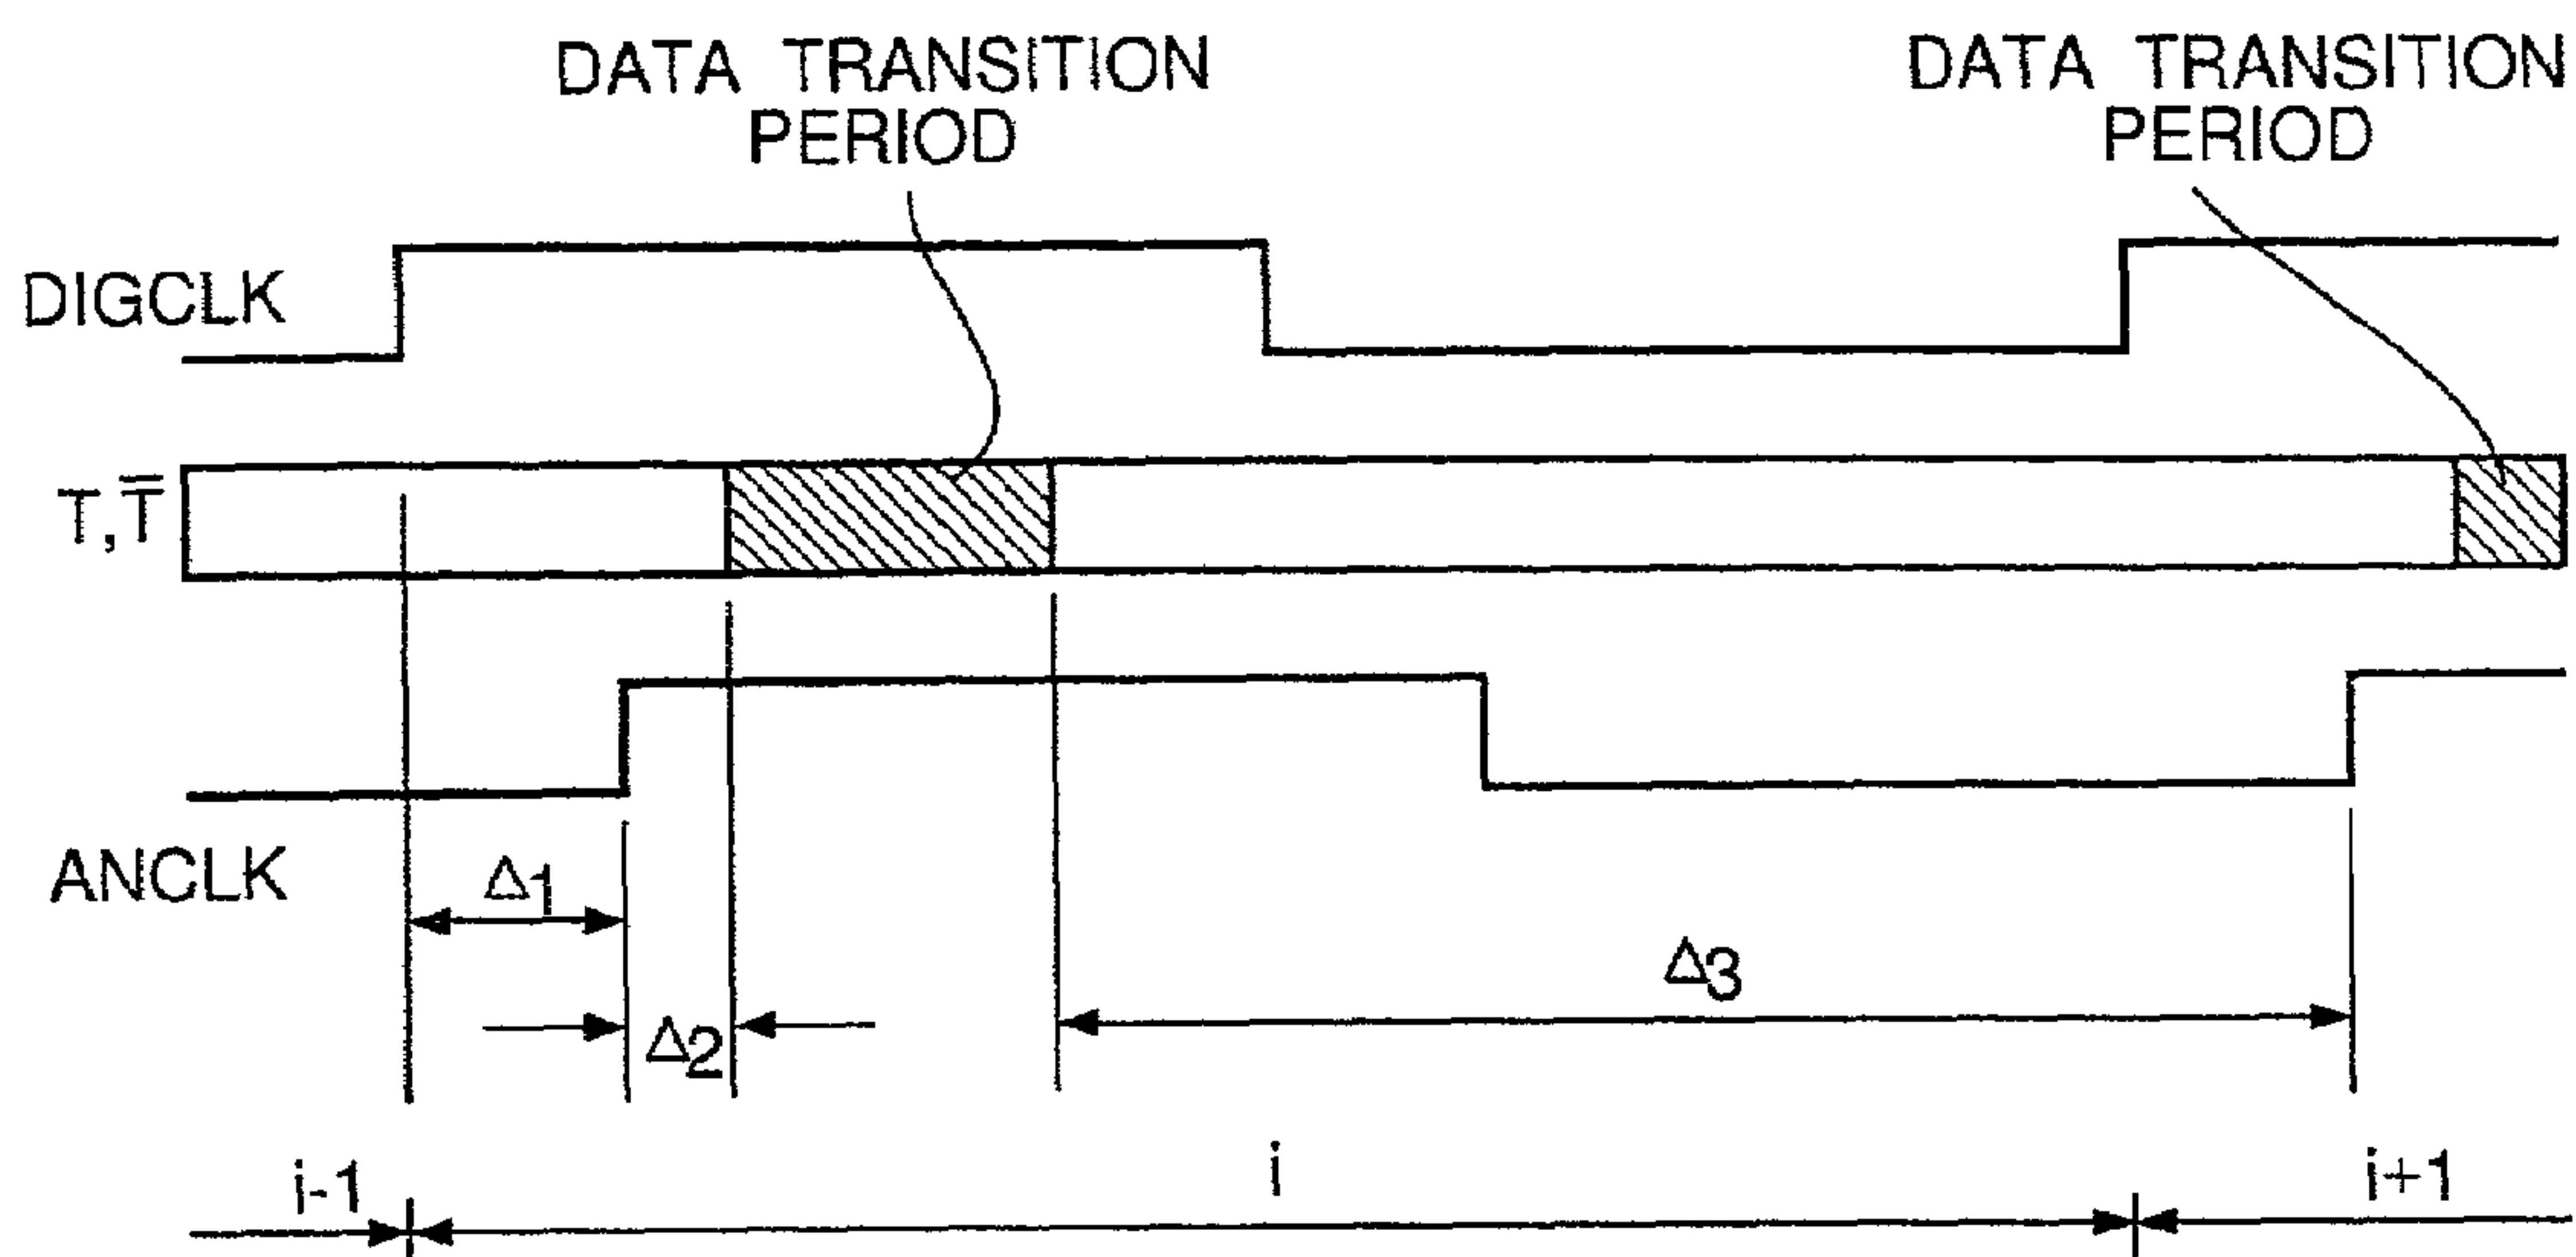 DATA TRANSITION
PERIOD
DATA TRANSITION
PERIOD
DIGCLK
T,T̅
ANCLK
Δ1
Δ2
Δ3
i-1
i
i+1